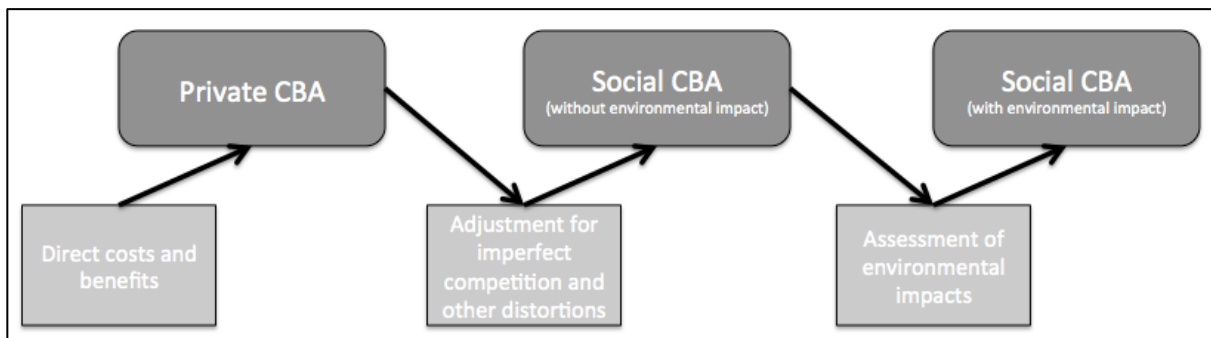 Private CBA
Social CBA
(without environmental impact)
Social CBA
(with environmental impact)
Direct costs and
benefits
Adjustment for
imperfect
competition and
other distortions
Assessment of
environmental
impacts